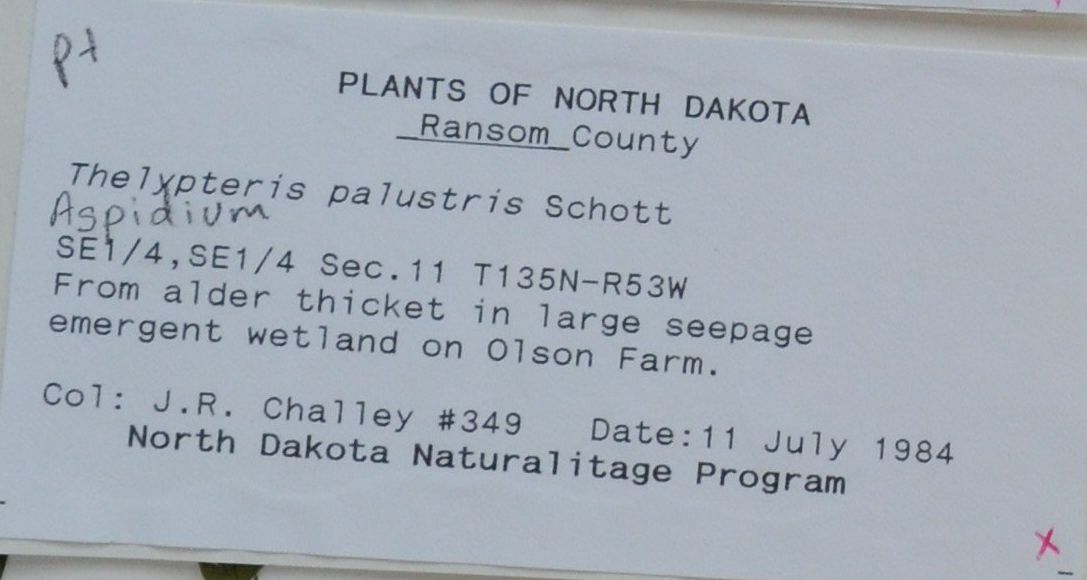 pt
PLANTS OF NORTH DAKOTA
Ransom County
Thelypteris palustris Schott
Aspidium
SE1/4,SE1/4 Sec.11 T135N-R53W
From alder thicket in large seepage
emergent wetland on Olson Farm.
Col: J.R. Challey #349 Date:11 July 1984
North Dakota Naturalitage Program
x